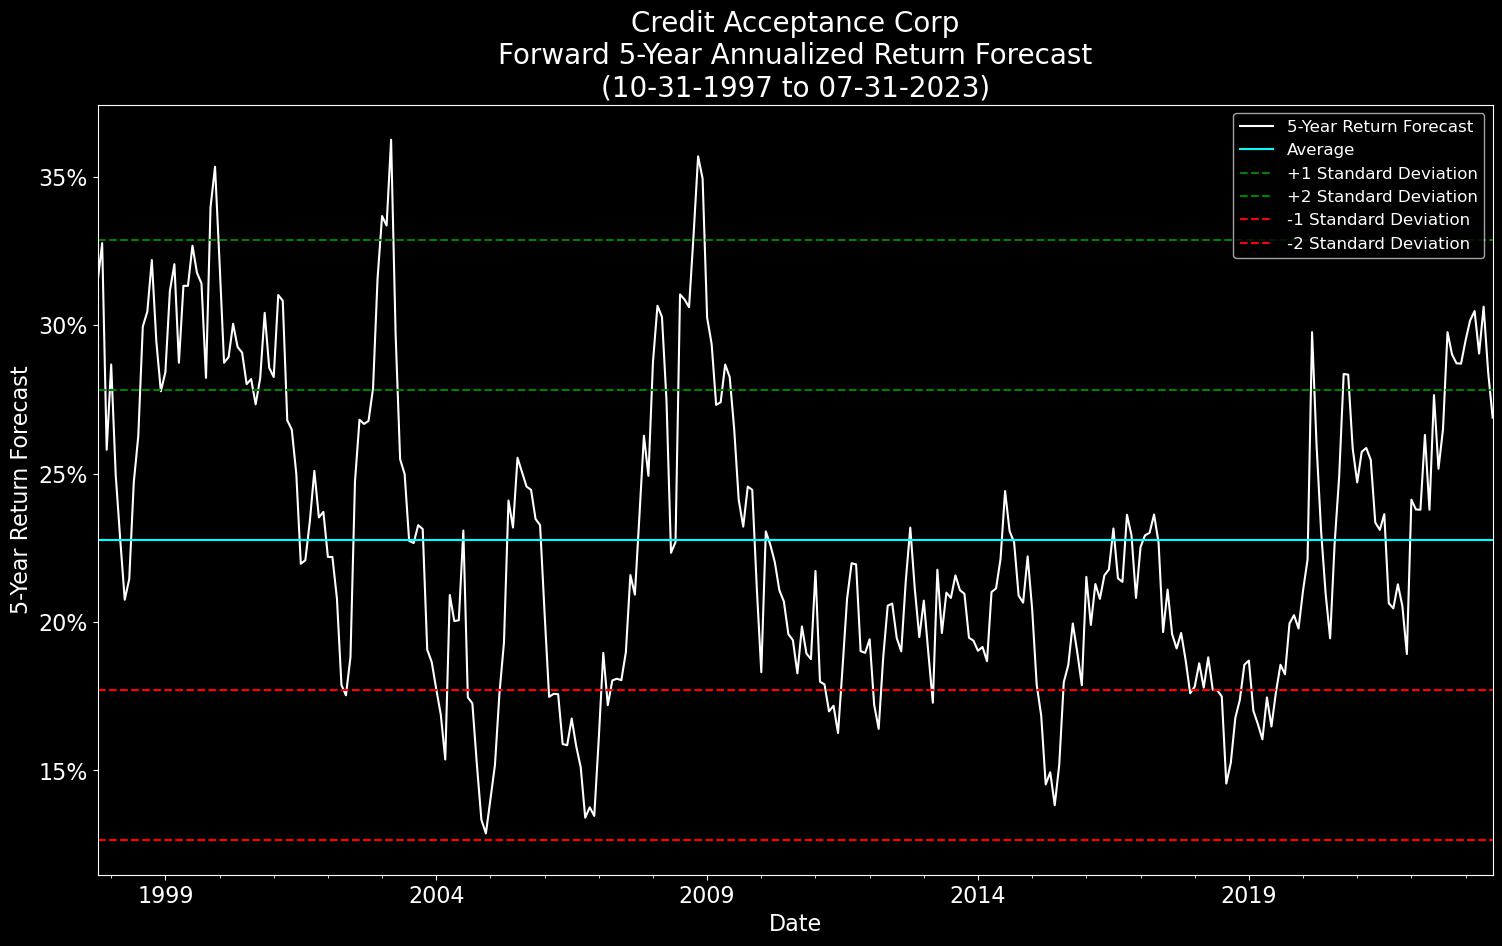 Credit Acceptance Corp
Forward 5-Year Annualized Return Forecast
(10-31-1997 to 07-31-2023)
5-Year Return Forecast
Average
+1 Standard Deviation
+2 Standard Deviation
-1 Standard Deviation
-2 Standard Deviation
5-Year Return Forecast
35%
30%
25%
20%
15%
1999
2004
2009
2014
2019
Date